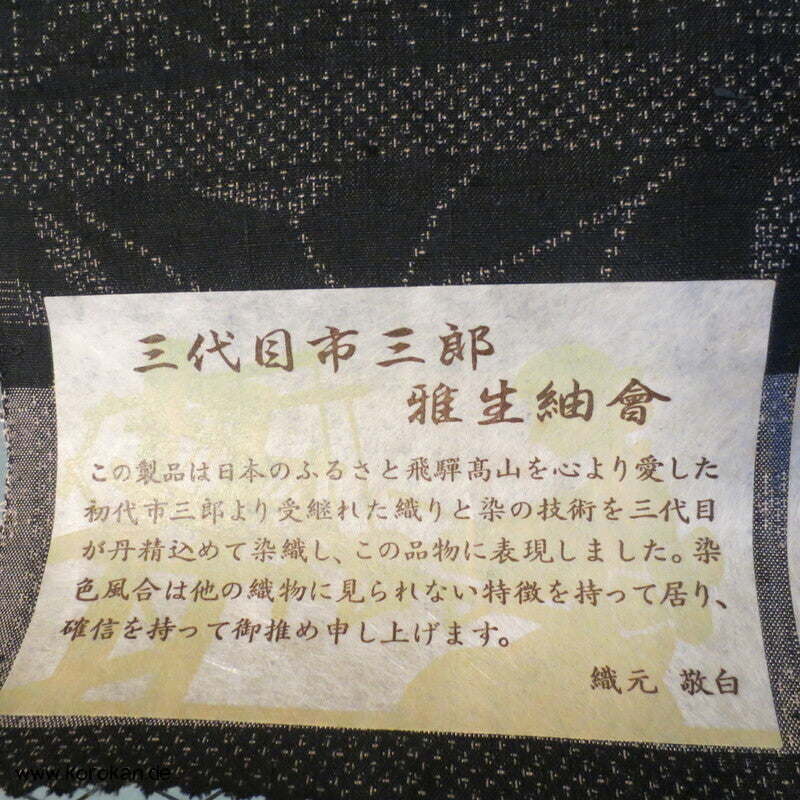 三代目市三郎
雅生紬會
この製品は日本のふるさと飛騨髙山を心より愛した
初代市三郎より受継れた織りと染の技術を三代目
が丹精込めて染織し、この品物に表現しました。染
色風合は他の織物に見られない特徴を持って居り、
確信を持って御推め申し上げます。
織元 敬白
www.korokan.de